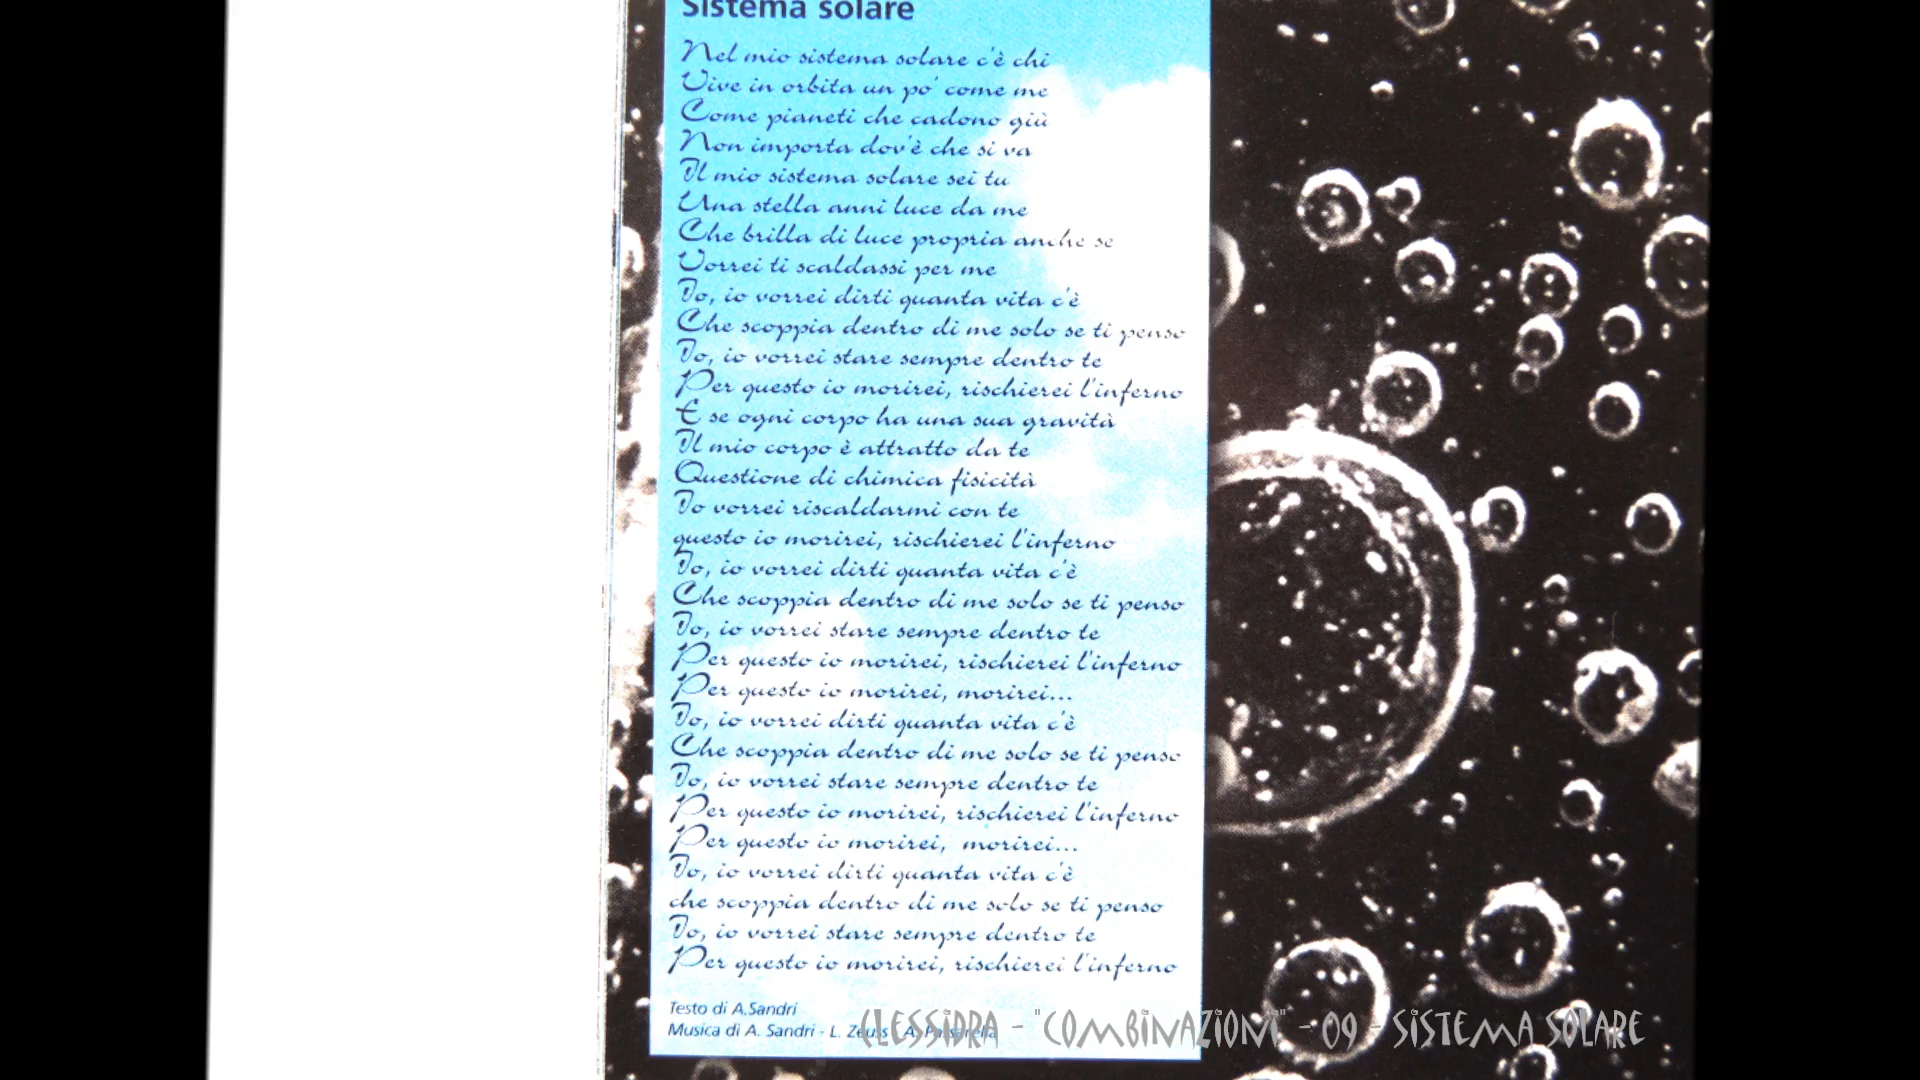 Sistema solare
Nel mio sistema solare c'è chi
Vive in orbita un po' come me
Come pianeti che cadono giù
Non importa dov'è che si va
Il mio sistema solare sei tu
Una stella anni luce da me
Che brilla di luce propria anche se
Vorrei ti scaldassi per me
Io, io vorrei dirti quanta vita c'è
Che scoppia dentro di me solo se ti penso
Io, io vorrei stare sempre dentro te
Per questo io morirei, rischierei l'inferno
E se ogni corpo ha una sua gravità
Il mio corpo è attratto da te
Questione di chimica fisicità
Io vorrei riscaldarmi con te
questo io morirei, rischierei l'inferno
Io, io vorrei dirti quanta vita c'è
Che scoppia dentro di me solo se ti penso
Io, io vorrei stare sempre dentro te
Per questo io morirei, rischierei l'inferno
Per questo io morirei, morirei...
Io, io vorrei dirti quanta vita c'è
Che scoppia dentro di me solo se ti penso
Io, io vorrei stare sempre dentro te
Per questo io morirei, rischierei l'inferno
Per questo io morirei, morirei...
Io, io vorrei dirti quanta vita c'è
che scoppia dentro di me solo se ti penso
Io, io vorrei stare sempre dentro te
Per questo io morirei, rischierei l'inferno
Testo di A.Sandri
Musica di A. Sandri - L. Zeuss
CLESSIDRA - "COMBINAZIONI" - 09 - SISTEMA SOLARE